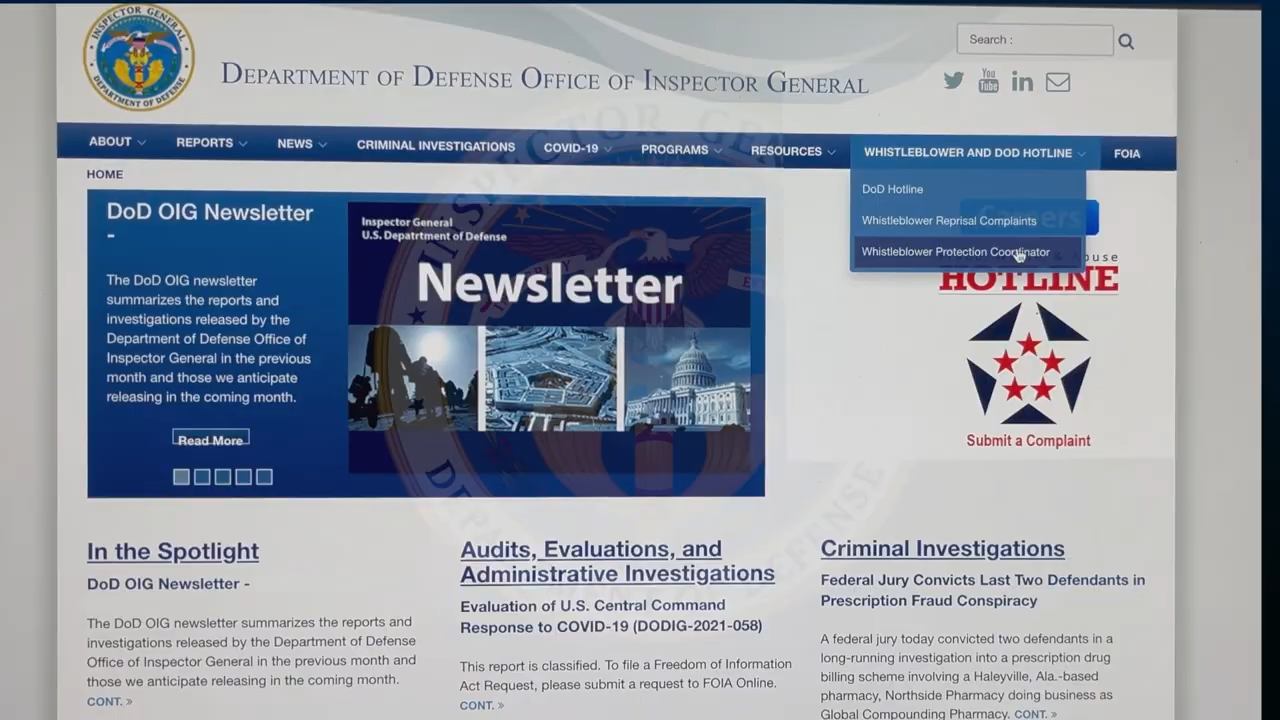 INSPECTOR GENERAL
DEPARTMENT OF DEFENSE
DEPARTMENT OF DEFENSE OFFICE OF INSPECTOR GENERAL
Search :
You
Tube
in
ABOUT
REPORTS
NEWS
CRIMINAL INVESTIGATIONS
COVID-19
PROGRAMS
RESOURCES
WHISTLEBLOWER AND DOD HOTLINE
FOIA
HOME
DoD Hotline
Whistleblower Reprisal Complaints
Whistleblower Protection Coordinator
DoD OIG Newsletter
-
The DoD OIG newsletter
summarizes the reports and
investigations released by the
Department of Defense Office of
Inspector General in the previous
month and those we anticipate
releasing in the coming month.
Read More
Inspector General
U.S. Depatrtment of Defense
Newsletter
HOTLINE
Submit a Complaint
In the Spotlight
DoD OIG Newsletter -
The DoD OIG newsletter summarizes the reports and
investigations released by the Department of Defense
Office of Inspector General in the previous month and
those we anticipate releasing in the coming month.
CONT. »
Audits, Evaluations, and
Administrative Investigations
Evaluation of U.S. Central Command
Response to COVID-19 (DODIG-2021-058)
This report is classified. To file a Freedom of Information
Act Request, please submit a request to FOIA Online.
CONT. »
Criminal Investigations
Federal Jury Convicts Last Two Defendants in
Prescription Fraud Conspiracy
A federal jury today convicted two defendants in a
long-running investigation into a prescription drug
billing scheme involving a Haleyville, Ala.-based
pharmacy, Northside Pharmacy doing business as
Global Compounding Pharmacy. CONT. »